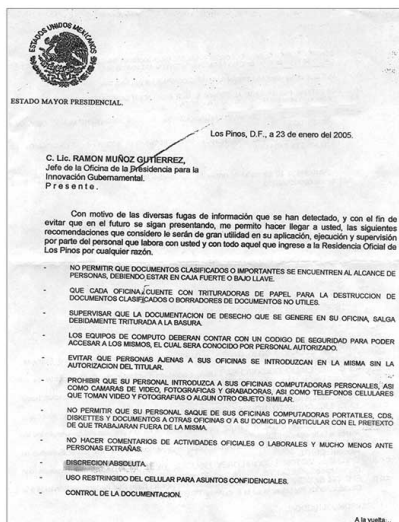 ESTADOS UNIDOS MEXICANOS
ESTADO MAYOR PRESIDENCIAL.
Los Pinos, D.F., a 23 de enero del 2005.
C. Lic. RAMON MUÑOZ GUTIERREZ,
Jefe de la Oficina de la Presidencia para la
Innovación Gubernamental.
P r e s e n t e .
Con motivo de las diversas fugas de información que se han detectado, y con el fin de
evitar que en el futuro se sigan presentando, me permito hacer llegar a usted, las siguientes
recomendaciones que considero le serán de gran utilidad en su aplicación, ejecución y supervisión
por parte del personal que labora con usted y con todo aquel que ingrese a la Residencia Oficial de
Los Pinos por cualquier razón.
- NO PERMITIR QUE DOCUMENTOS CLASIFICADOS O IMPORTANTES SE ENCUENTREN AL ALCANCE DE
PERSONAS, DEBIENDO ESTAR EN CAJA FUERTE O BAJO LLAVE.
- QUE CADA OFICINA CUENTE CON TRITURADORAS DE PAPEL PARA LA DESTRUCCION DE
DOCUMENTOS CLASIFICADOS O BORRADORES DE DOCUMENTOS NO UTILES.
- SUPERVISAR QUE LA DOCUMENTACION DE DESECHO QUE SE GENERE EN SU OFICINA, SALGA
DEBIDAMENTE TRITURADA A LA BASURA.
- LOS EQUIPOS DE COMPUTO DEBERAN CONTAR CON UN CODIGO DE SEGURIDAD PARA PODER
ACCESAR A LOS MISMOS, EL CUAL SERA CONOCIDO POR PERSONAL AUTORIZADO.
- EVITAR QUE PERSONAS AJENAS A SUS OFICINAS SE INTRODUZCAN EN LA MISMA SIN LA
AUTORIZACION DEL TITULAR.
- PROHIBIR QUE SU PERSONAL INTRODUZCA A SUS OFICINAS COMPUTADORAS PERSONALES, ASI
COMO CAMARAS DE VIDEO, FOTOGRAFICAS Y GRABADORAS, ASI COMO TELEFONOS CELULARES
QUE TOMAN VIDEO Y FOTOGRAFIAS O ALGUN OTRO OBJETO SIMILAR.
- NO PERMITIR QUE SU PERSONAL SAQUE DE SUS OFICINAS COMPUTADORAS PORTATILES, CDS,
DISKETTES Y DOCUMENTOS A OTRAS OFICINAS O A SU DOMICILIO PARTICULAR CON EL PRETEXTO
DE QUE TRABAJARAN FUERA DE LA MISMA.
- NO HACER COMENTARIOS DE ACTIVIDADES OFICIALES O LABORALES Y MUCHO MENOS ANTE
PERSONAS EXTRAÑAS.
- DISCRECION ABSOLUTA.
- USO RESTRINGIDO DEL CELULAR PARA ASUNTOS CONFIDENCIALES.
- CONTROL DE LA DOCUMENTACION.
A la vuelta...